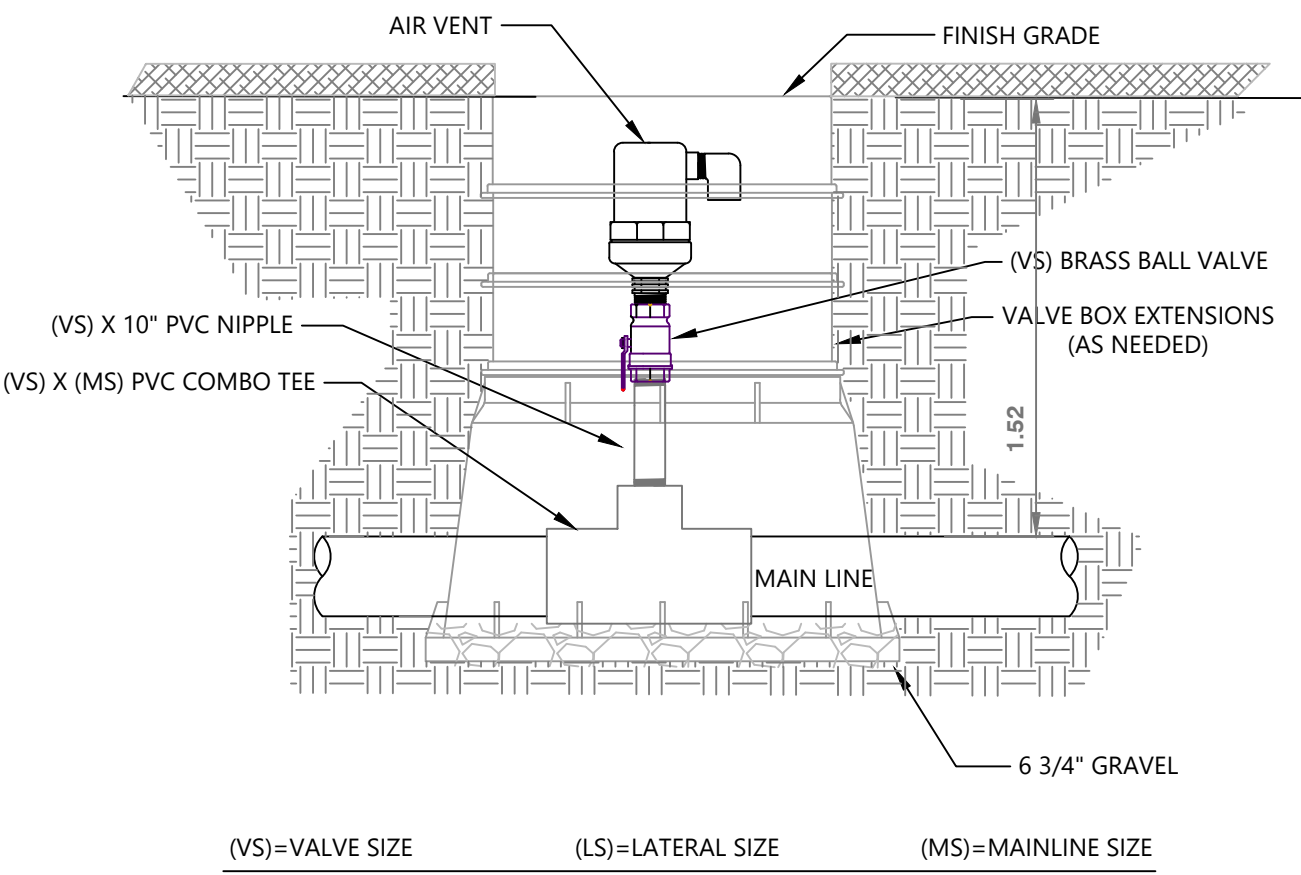 AIR VENT
FINISH GRADE
(VS) BRASS BALL VALVE
(VS) X 10" PVC NIPPLE
VALVE BOX EXTENSIONS
(AS NEEDED)
(VS) X (MS) PVC COMBO TEE
1.52
MAIN LINE
6 3/4" GRAVEL
(VS)=VALVE SIZE (LS)=LATERAL SIZE (MS)=MAINLINE SIZE